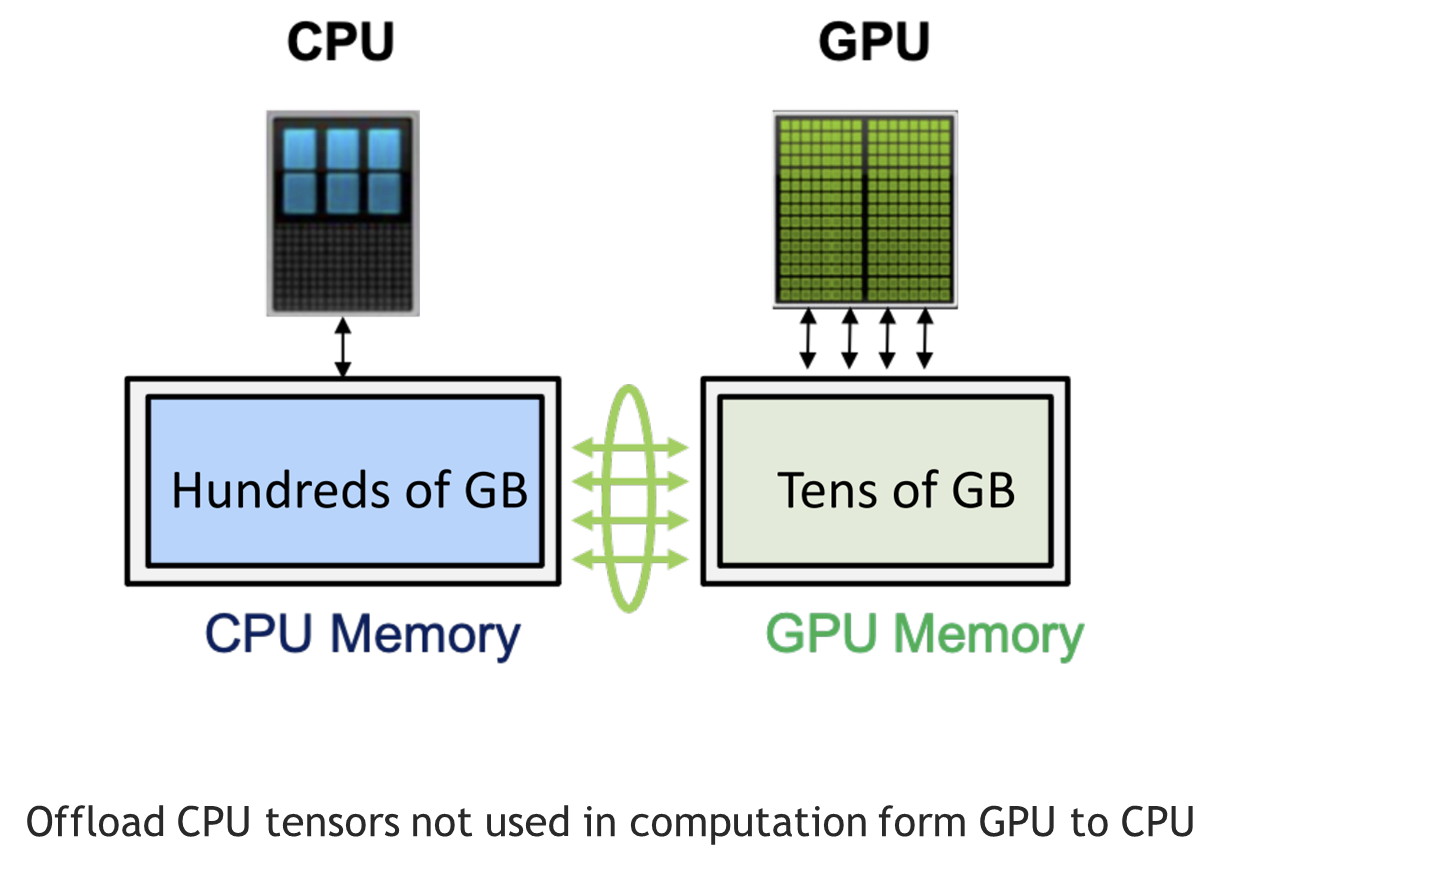 CPU
GPU
Hundreds of GB
Tens of GB
CPU Memory
GPU Memory
Offload CPU tensors not used in computation form GPU to CPU